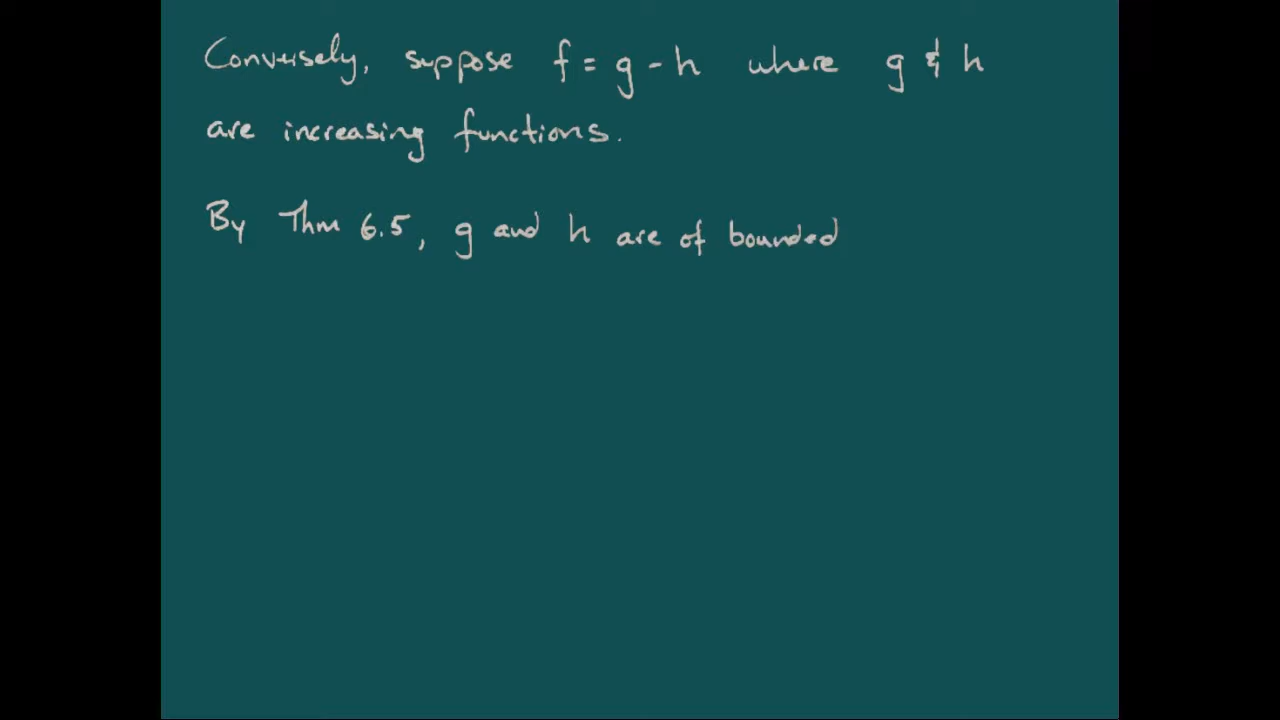 Conversely, suppose f = g - h where g & h
are increasing functions.
By Thm 6.5, g and h are of bounded